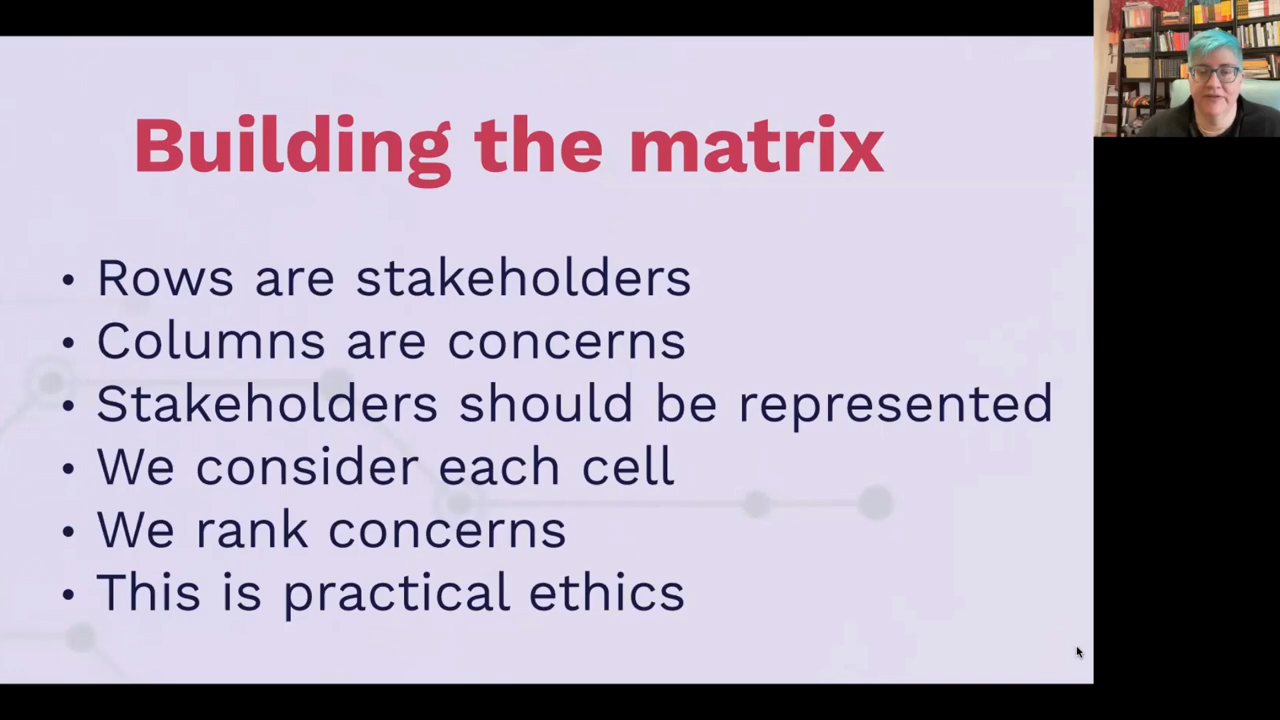 Building the matrix
• Rows are stakeholders
• Columns are concerns
• Stakeholders should be represented
• We consider each cell
• We rank concerns
• This is practical ethics